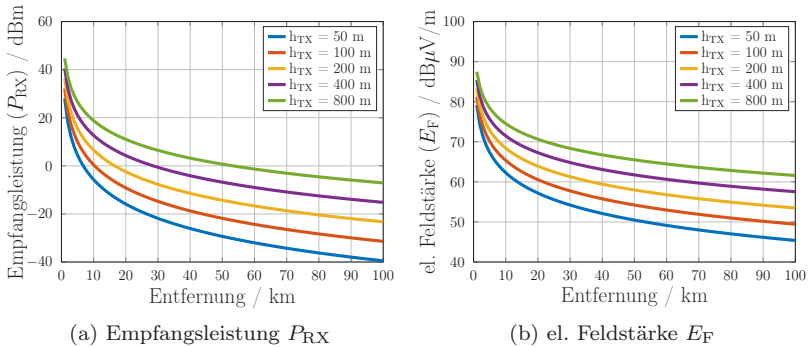 Empfangsleistung (P_RX) / dBm
60
40
20
0
−20
−40
h_TX = 50 m
h_TX = 100 m
h_TX = 200 m
h_TX = 400 m
h_TX = 800 m
0 10 20 30 40 50 60 70 80 90 100
Entfernung / km
(a) Empfangsleistung P_RX
el. Feldstärke (E_F) / dBµV/m
100
90
80
70
60
50
40
h_TX = 50 m
h_TX = 100 m
h_TX = 200 m
h_TX = 400 m
h_TX = 800 m
0 10 20 30 40 50 60 70 80 90 100
Entfernung / km
(b) el. Feldstärke E_F